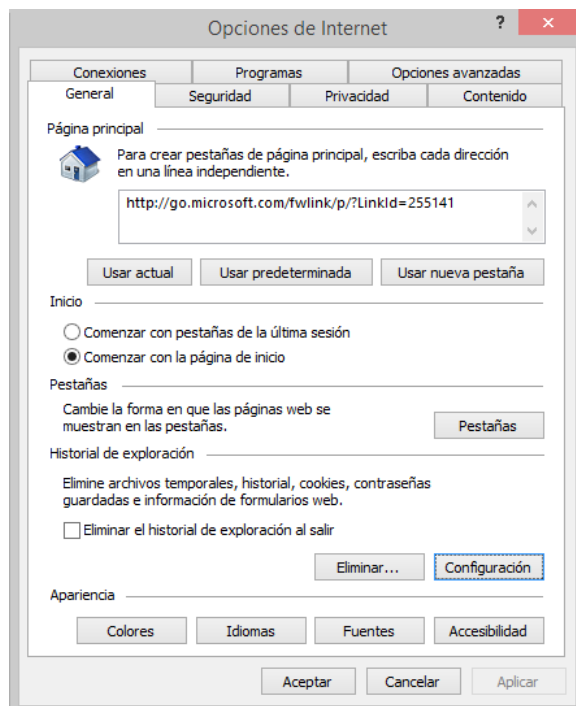 Opciones de Internet
?
Conexiones
Programas
Opciones avanzadas
General
Seguridad
Privacidad
Contenido
Página principal
Para crear pestañas de página principal, escriba cada dirección
en una línea independiente.
http://go.microsoft.com/fwlink/p/?LinkId=255141
Usar actual
Usar predeterminada
Usar nueva pestaña
Inicio
Comenzar con pestañas de la última sesión
Comenzar con la página de inicio
Pestañas
Cambie la forma en que las páginas web se
muestran en las pestañas.
Pestañas
Historial de exploración
Elimine archivos temporales, historial, cookies, contraseñas
guardadas e información de formularios web.
Eliminar el historial de exploración al salir
Eliminar...
Configuración
Apariencia
Colores
Idiomas
Fuentes
Accesibilidad
Aceptar
Cancelar
Aplicar